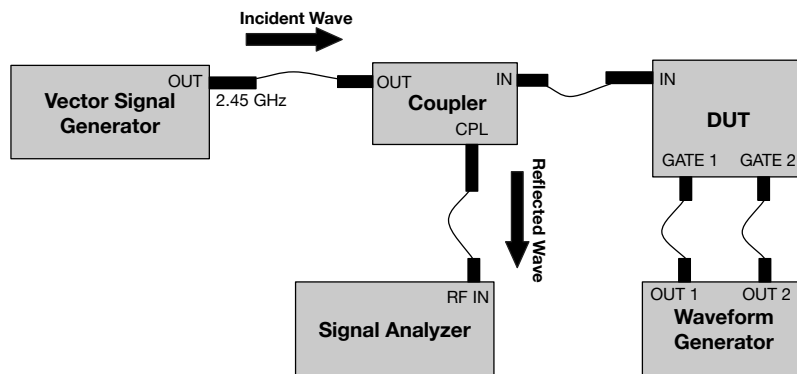 Incident Wave
OUT
Vector Signal
Generator
2.45 GHz
OUT
IN
Coupler
CPL
IN
DUT
GATE 1
GATE 2
Reflected Wave
RF IN
Signal Analyzer
OUT 1
OUT 2
Waveform
Generator